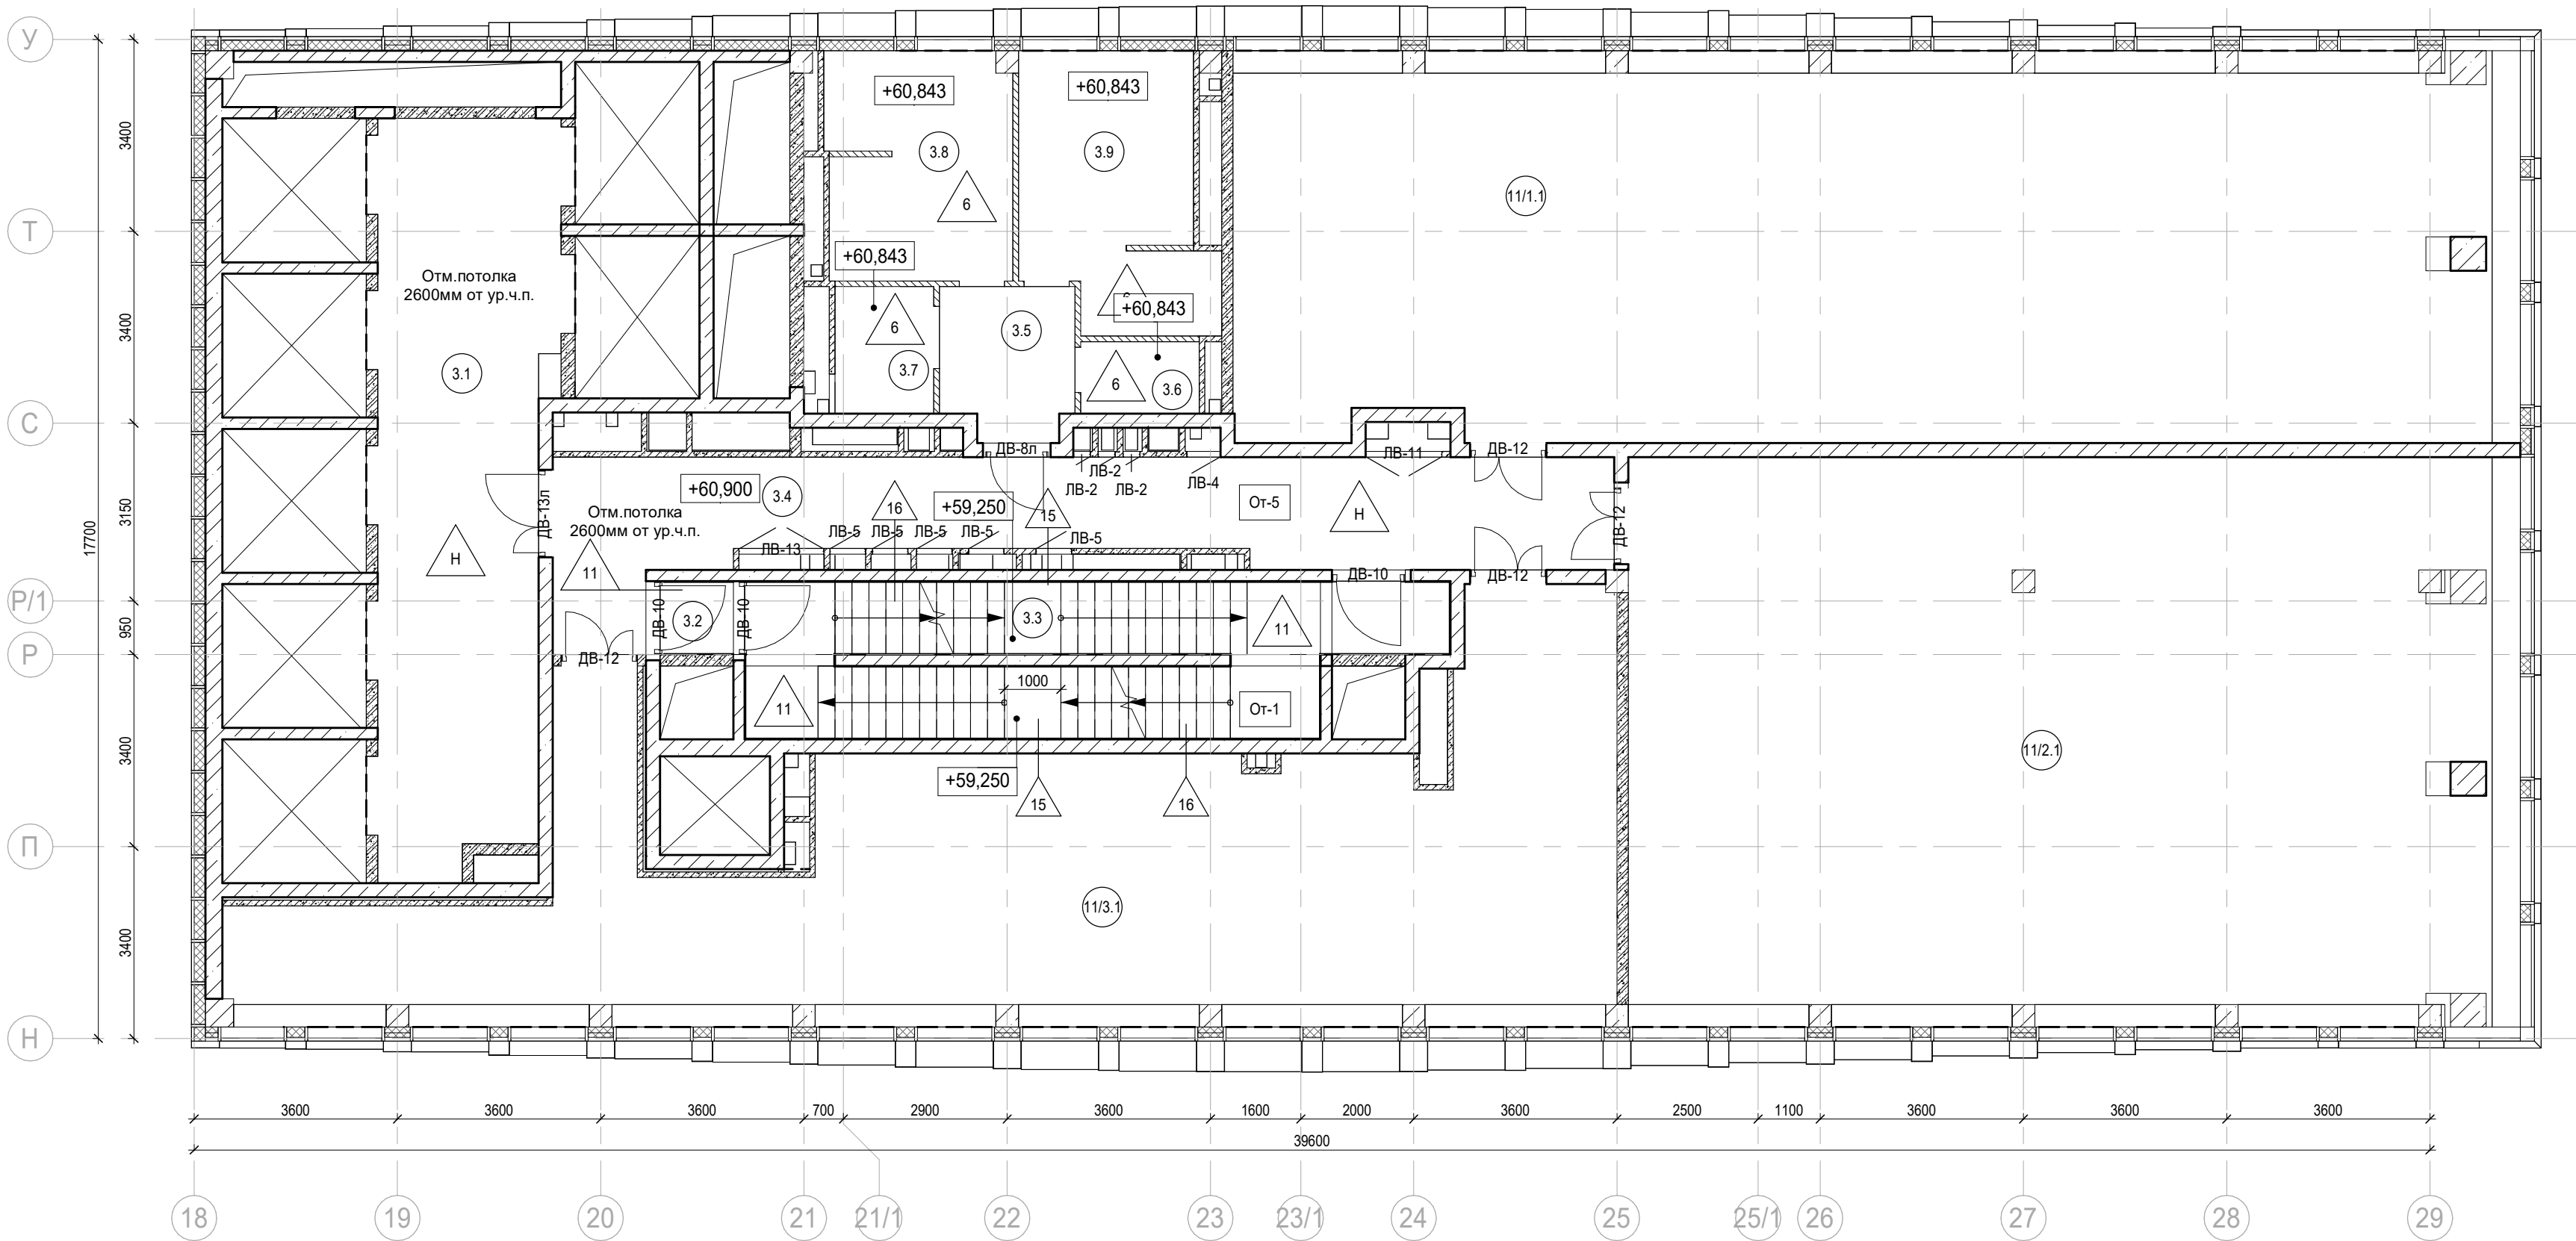 У
Т
С
Р/1
Р
П
Н
3400
3400
3150
950
3400
3400
17700
+60,843
+60,843
3.8
3.9
11/1.1
6
+60,843
Отм.потолка
2600мм от ур.ч.п.
+60,843
6
3.5
3.1
3.7
6
3.6
ДВ-8л
ЛВ-2
ЛВ-2
ЛВ-2
ЛВ-4
ЛВ-11
ДВ-12
+60,900
3.4
16
+59,250
15
От-5
Н
ДВ-13л
Отм.потолка
2600мм от ур.ч.п.
ДВ-12
ЛВ-13
ЛВ-5
ЛВ-5
ЛВ-5
ЛВ-5
ЛВ-5
Н
11
ДВ-10
ДВ-12
ДВ-10
3.2
ДВ-10
3.3
11
ДВ-12
1000
11
От-1
11/2.1
+59,250
15
16
11/3.1
3600
3600
3600
700
2900
3600
1600
2000
3600
2500
1100
3600
3600
3600
39600
18
19
20
21
21/1
22
23
23/1
24
25
25/1
26
27
28
29